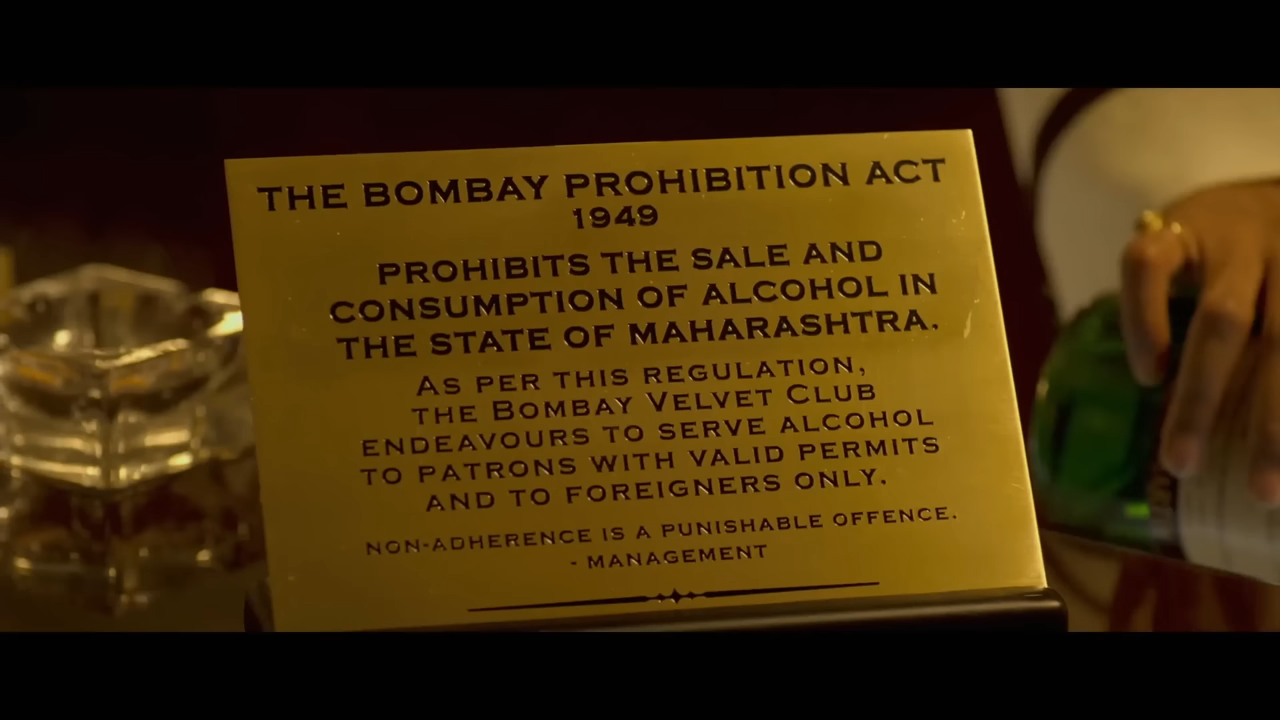 THE BOMBAY PROHIBITION ACT
1949
PROHIBITS THE SALE AND
CONSUMPTION OF ALCOHOL IN
THE STATE OF MAHARASHTRA.
AS PER THIS REGULATION,
THE BOMBAY VELVET CLUB
ENDEAVOURS TO SERVE ALCOHOL
TO PATRONS WITH VALID PERMITS
AND TO FOREIGNERS ONLY.
NON-ADHERENCE IS A PUNISHABLE OFFENCE.
- MANAGEMENT